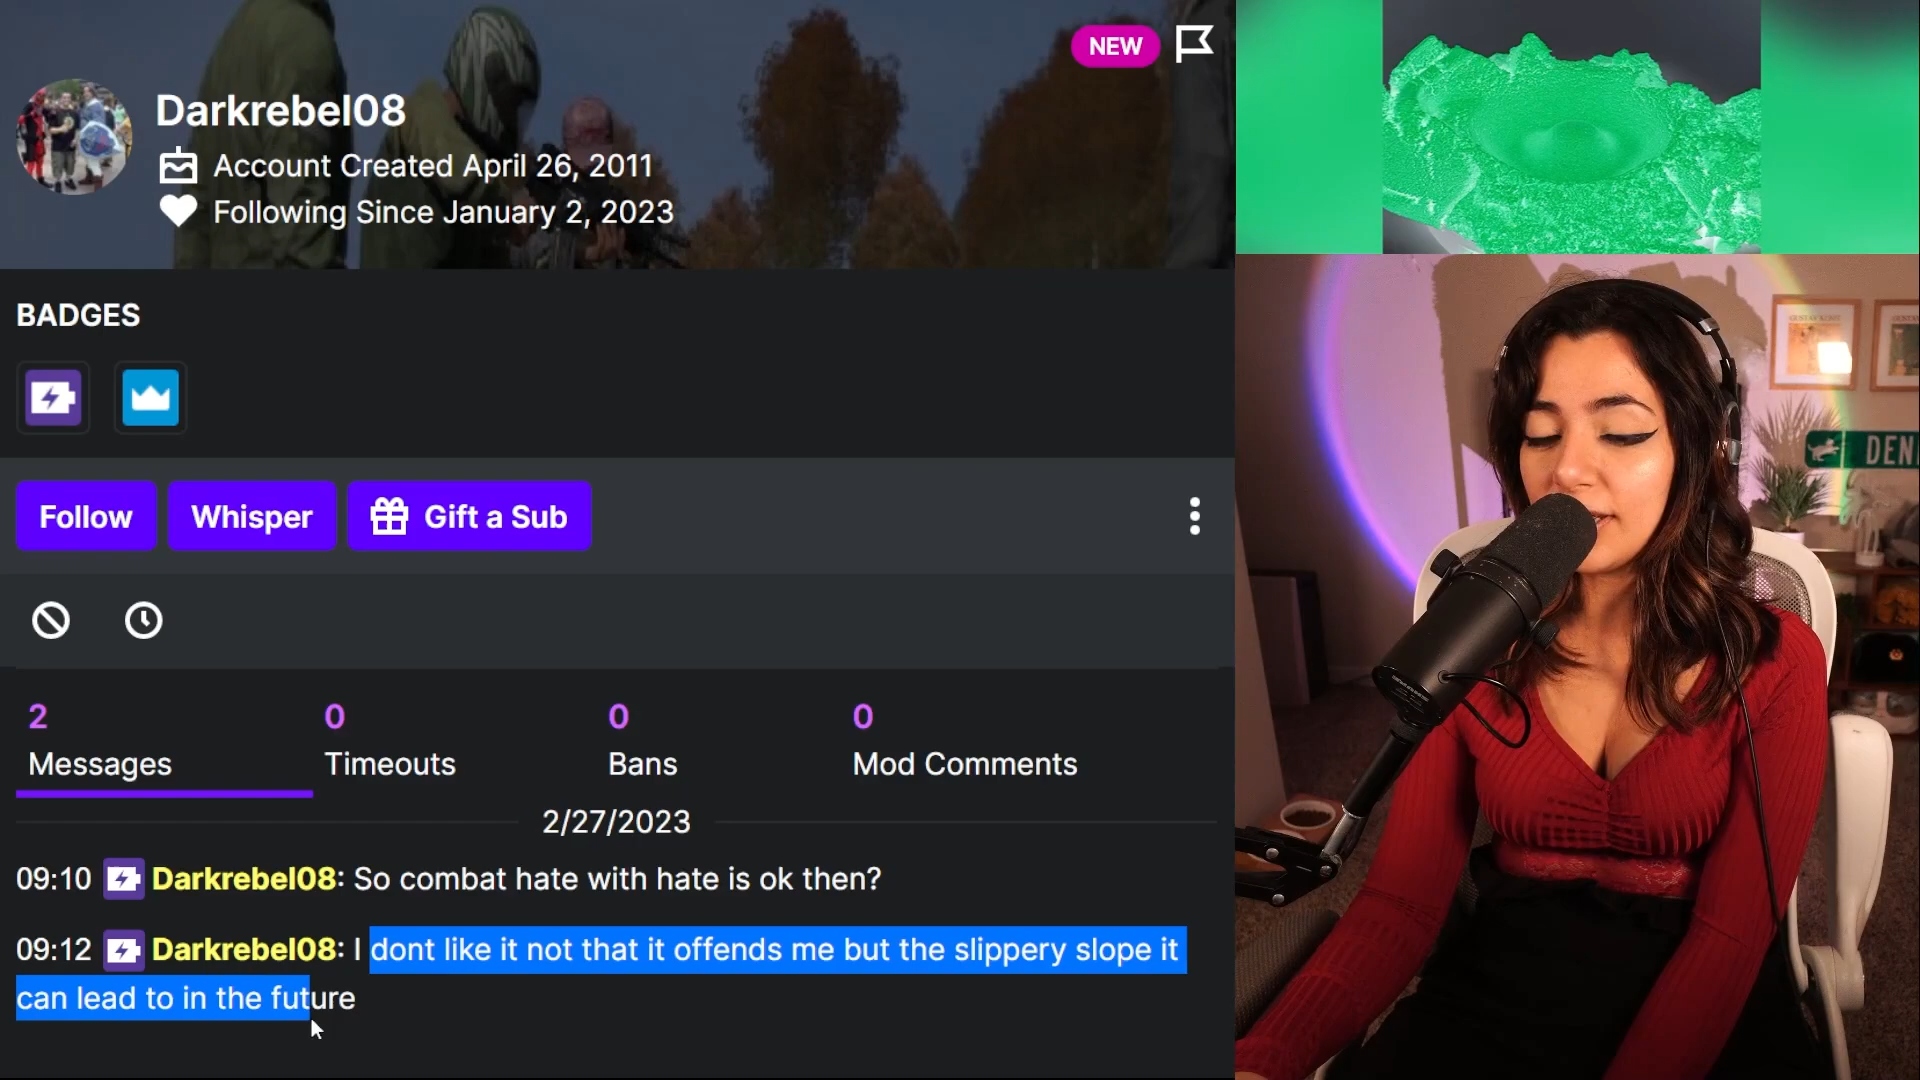 NEW
Darkrebel08
Account Created April 26, 2011
Following Since January 2, 2023
BADGES
Follow
Whisper
Gift a Sub
2
Messages
0
Timeouts
0
Bans
0
Mod Comments
2/27/2023
09:10 Darkrebel08: So combat hate with hate is ok then?
09:12 Darkrebel08: I dont like it not that it offends me but the slippery slope it
can lead to in the future
DEN